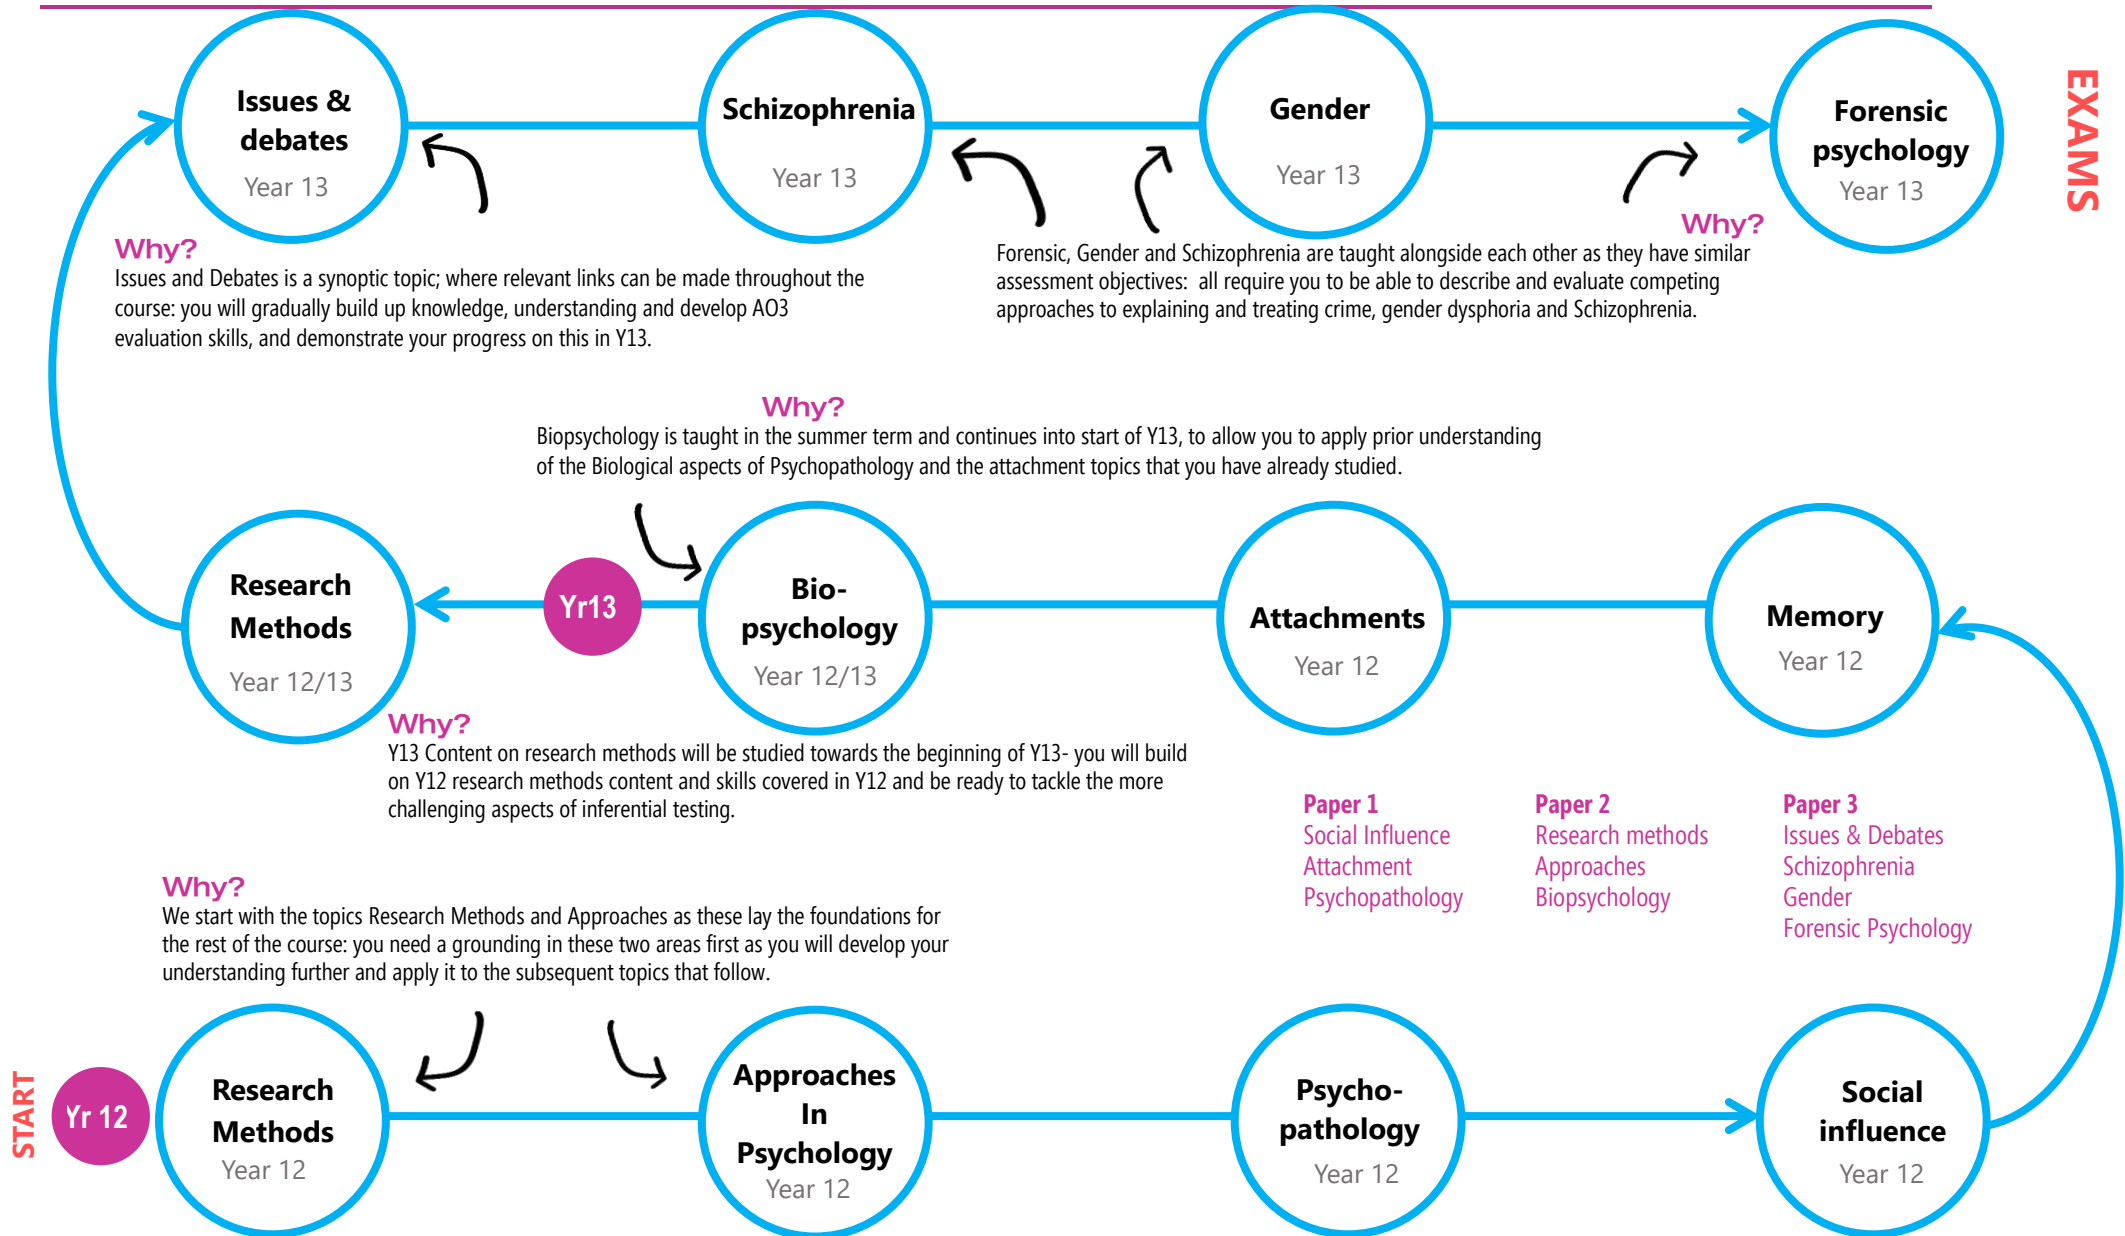 Issues &
debates
Year 13
Schizophrenia
Year 13
Gender
Year 13
Forensic
psychology
Year 13
EXAMS
Why?
Issues and Debates is a synoptic topic; where relevant links can be made throughout the
course: you will gradually build up knowledge, understanding and develop AO3
evaluation skills, and demonstrate your progress on this in Y13.
Why?
Forensic, Gender and Schizophrenia are taught alongside each other as they have similar
assessment objectives: all require you to be able to describe and evaluate competing
approaches to explaining and treating crime, gender dysphoria and Schizophrenia.
Why?
Biopsychology is taught in the summer term and continues into start of Y13, to allow you to apply prior understanding
of the Biological aspects of Psychopathology and the attachment topics that you have already studied.
Research
Methods
Year 12/13
Yr13
Bio-
psychology
Year 12/13
Attachments
Year 12
Memory
Year 12
Why?
Y13 Content on research methods will be studied towards the beginning of Y13- you will build
on Y12 research methods content and skills covered in Y12 and be ready to tackle the more
challenging aspects of inferential testing.
Paper 1
Social Influence
Attachment
Psychopathology
Paper 2
Research methods
Approaches
Biopsychology
Paper 3
Issues & Debates
Schizophrenia
Gender
Forensic Psychology
Why?
We start with the topics Research Methods and Approaches as these lay the foundations for
the rest of the course: you need a grounding in these two areas first as you will develop your
understanding further and apply it to the subsequent topics that follow.
START
Yr 12
Research
Methods
Year 12
Approaches
In
Psychology
Year 12
Psycho-
pathology
Year 12
Social
influence
Year 12